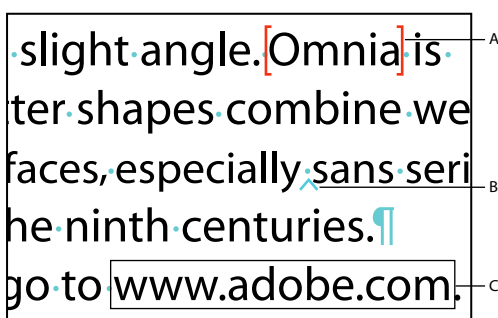 slight angle. [Omnia] is
tter shapes combine we
faces, especially sans seri
he ninth centuries.¶
go to www.adobe.com.
A
B
C